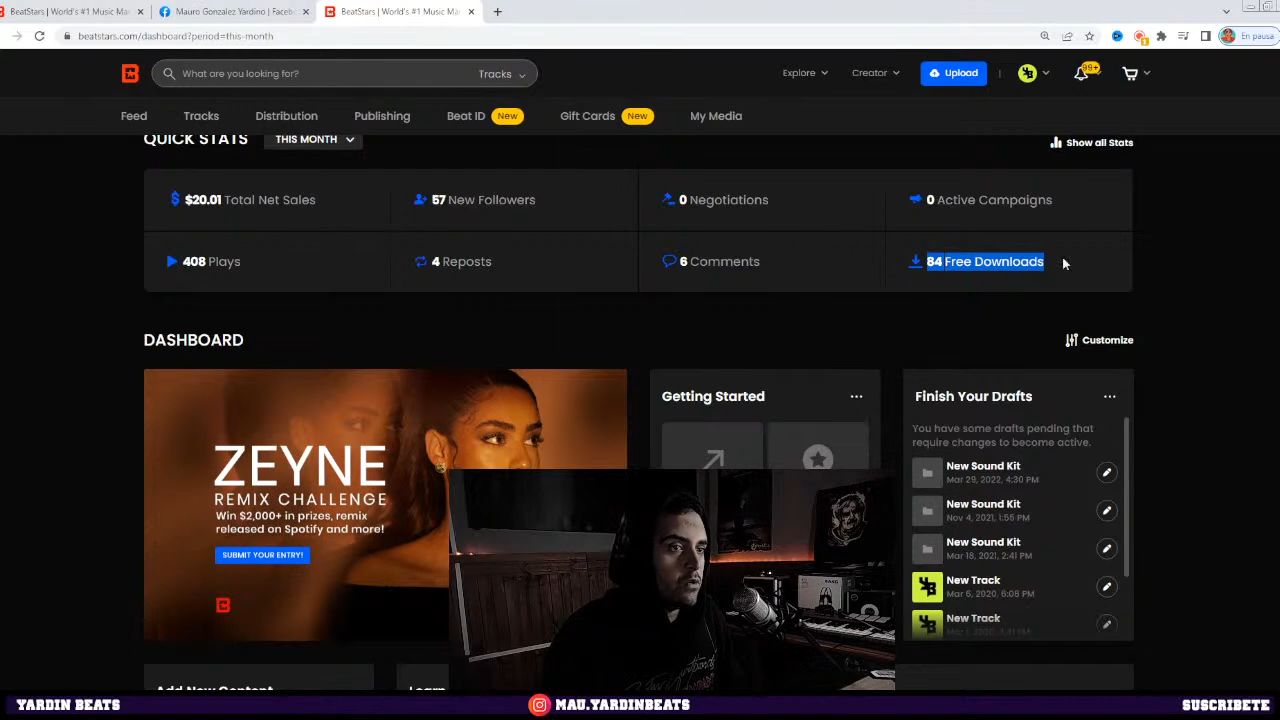 BeatStars | World's #1 Music Mar
Mauro Gonzalez Yardino | Facebo
BeatStars | World's #1 Music Mar
beatstars.com/dashboard?period=this-month
En pausa
What are you looking for?
Tracks
Explore
Creator
Upload
99+
Feed
Tracks
Distribution
Publishing
Beat ID New
Gift Cards New
My Media
QUICK STATS
THIS MONTH
Show all Stats
$20.01 Total Net Sales
57 New Followers
0 Negotiations
0 Active Campaigns
408 Plays
4 Reposts
6 Comments
84 Free Downloads
DASHBOARD
Customize
ZEYNE
REMIX CHALLENGE
Win $2,000+ in prizes, remix
released on Spotify and more!
SUBMIT YOUR ENTRY!
Getting Started
Finish Your Drafts
You have some drafts pending that
require changes to become active.
New Sound Kit
Mar 29, 2022, 4:30 PM
New Sound Kit
Nov 4, 2021, 1:55 PM
New Sound Kit
Mar 18, 2021, 2:41 PM
New Track
Mar 6, 2020, 6:08 PM
New Track
Add New Content
Learn
YARDIN BEATS
MAU.YARDINBEATS
SUSCRIBETE